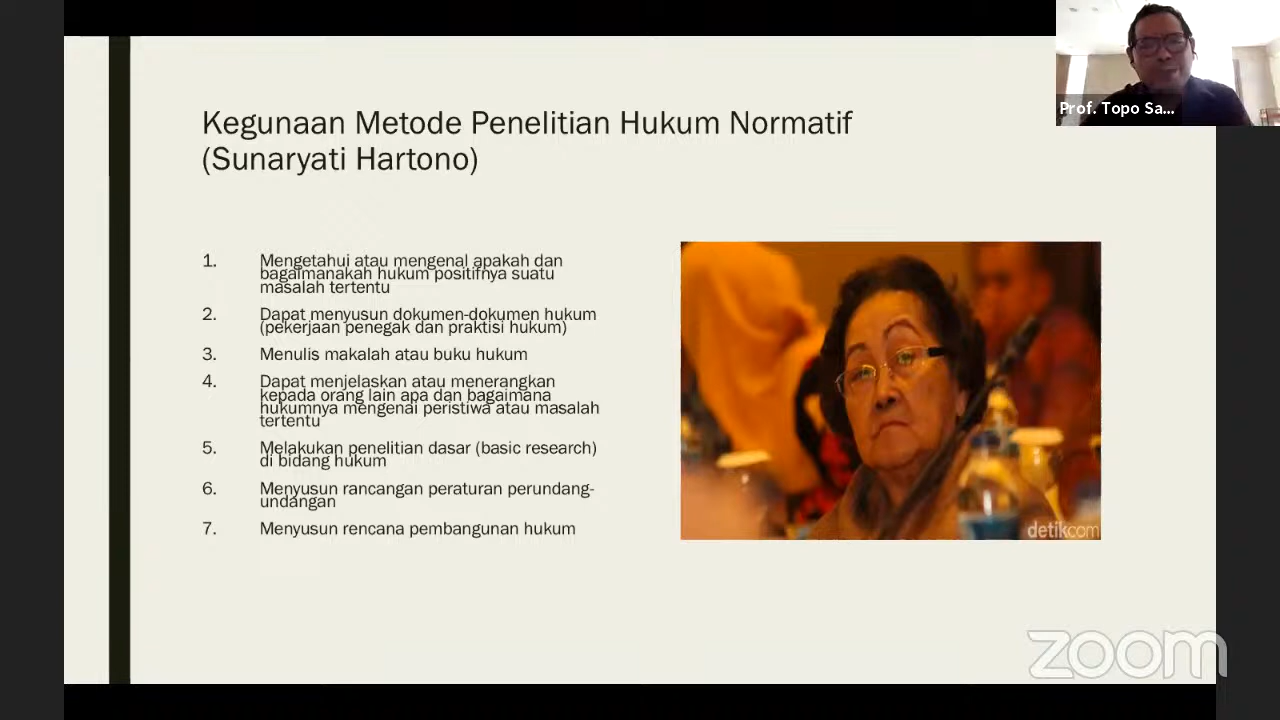 Prof. Topo Sa...
Kegunaan Metode Penelitian Hukum Normatif
(Sunaryati Hartono)
1. Mengetahui atau mengenal apakah dan
bagaimanakah hukum positifnya suatu
masalah tertentu
2. Dapat menyusun dokumen-dokumen hukum
(pekerjaan penegak dan praktisi hukum)
3. Menulis makalah atau buku hukum
4. Dapat menjelaskan atau menerangkan
kepada orang lain apa dan bagaimana
hukumnya mengenai peristiwa atau masalah
tertentu
5. Melakukan penelitian dasar (basic research)
di bidang hukum
6. Menyusun rancangan peraturan perundang-
undangan
7. Menyusun rencana pembangunan hukum
detikcom
zoom